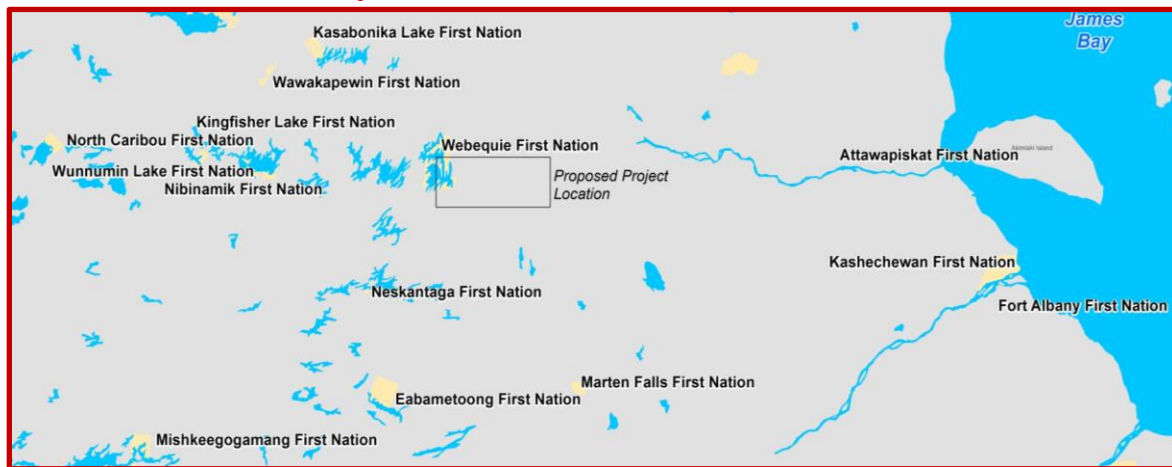 James
Bay
Kasabonika Lake First Nation
Wawakapewin First Nation
Kingfisher Lake First Nation
North Caribou First Nation
Webequie First Nation
Attawapiskat First Nation
Akimiski Island
Wunnumin Lake First Nation
Proposed Project
Location
Nibinamik First Nation
Kashechewan First Nation
Neskantaga First Nation
Fort Albany First Nation
Marten Falls First Nation
Eabametoong First Nation
Mishkeegogamang First Nation